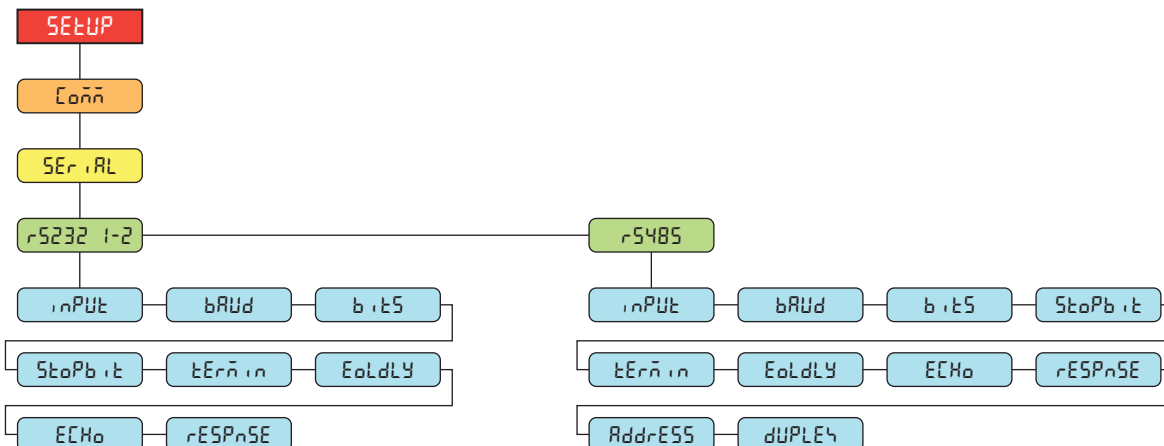 SEtUP
Comm
SEriAL
rS232 1-2 rS485
inPUt bAUd bitS inPUt bAUd bitS StoPbit
StoPbit tErmin EoLdLY tErmin EoLdLY ECHo rESPnSE
ECHo rESPnSE AddrESS dUPLEX